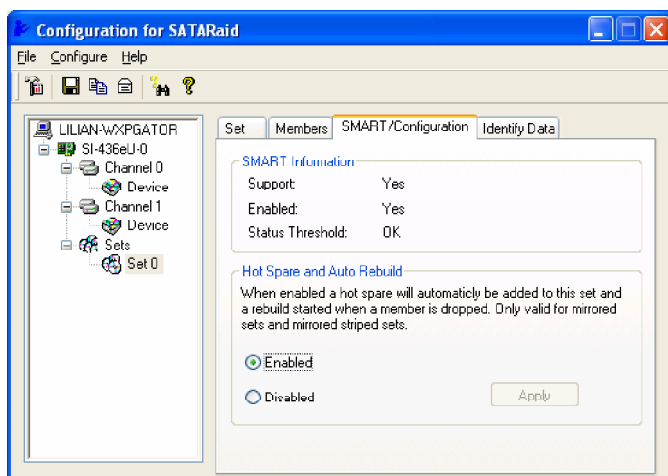 Configuration for SATARaid
File Configure Help
LILIAN-WXPGATOR
SI-436eU-0
Channel 0
Device
Channel 1
Device
Sets
Set 0
Set Members SMART/Configuration Identify Data
SMART Information
Support: Yes
Enabled: Yes
Status Threshold: OK
Hot Spare and Auto Rebuild
When enabled a hot spare will automaticly be added to this set and
a rebuild started when a member is dropped. Only valid for mirrored
sets and mirrored striped sets.
Enabled
Disabled
Apply